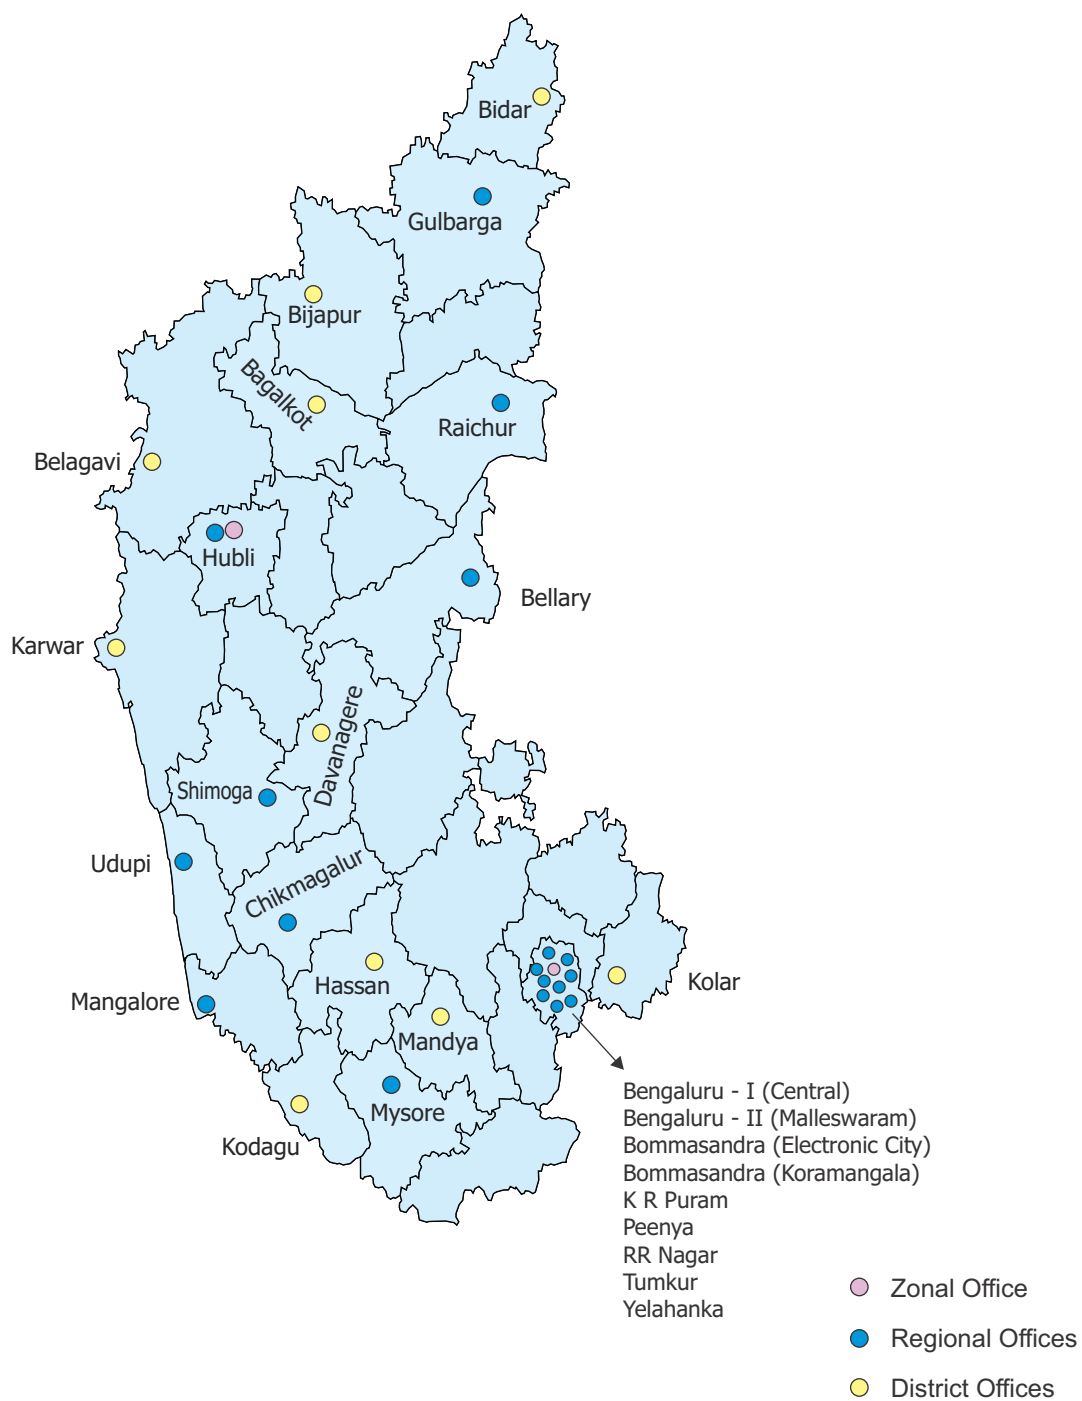 Bidar
Gulbarga
Bijapur
Bagalkot
Raichur
Belagavi
Hubli
Bellary
Karwar
Davanagere
Shimoga
Udupi
Chikmagalur
Hassan
Kolar
Mangalore
Mandya
Mysore
Kodagu
Bengaluru - I (Central)
Bengaluru - II (Malleswaram)
Bommasandra (Electronic City)
Bommasandra (Koramangala)
K R Puram
Peenya
RR Nagar
Tumkur
Yelahanka
Zonal Office
Regional Offices
District Offices